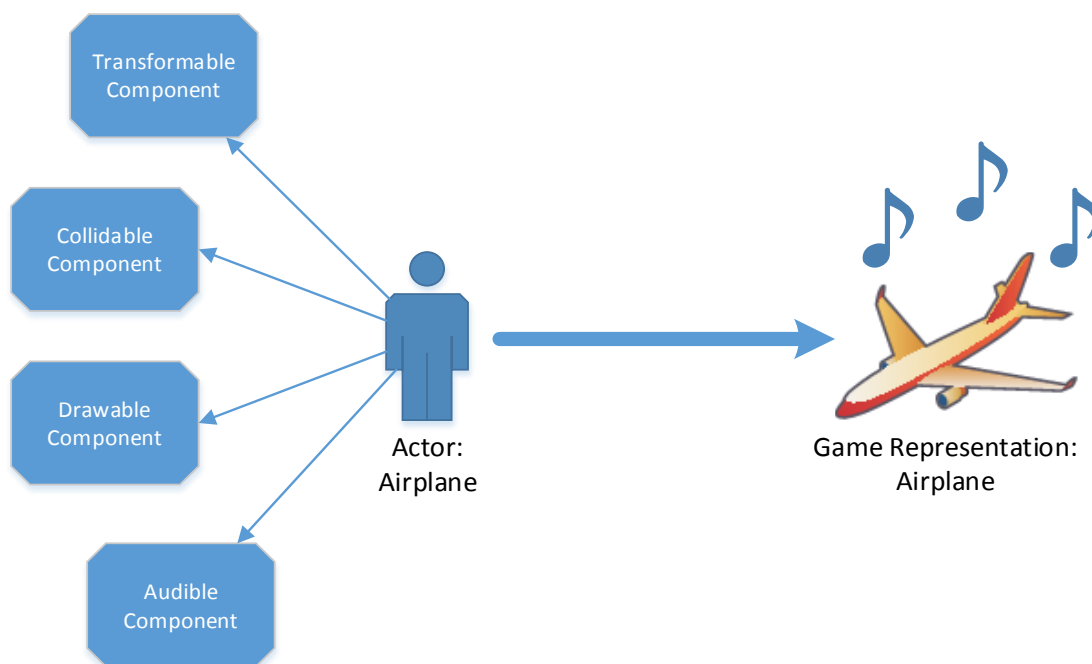 Transformable
Component
Collidable
Component
Drawable
Component
Audible
Component
Actor:
Airplane
Game Representation:
Airplane